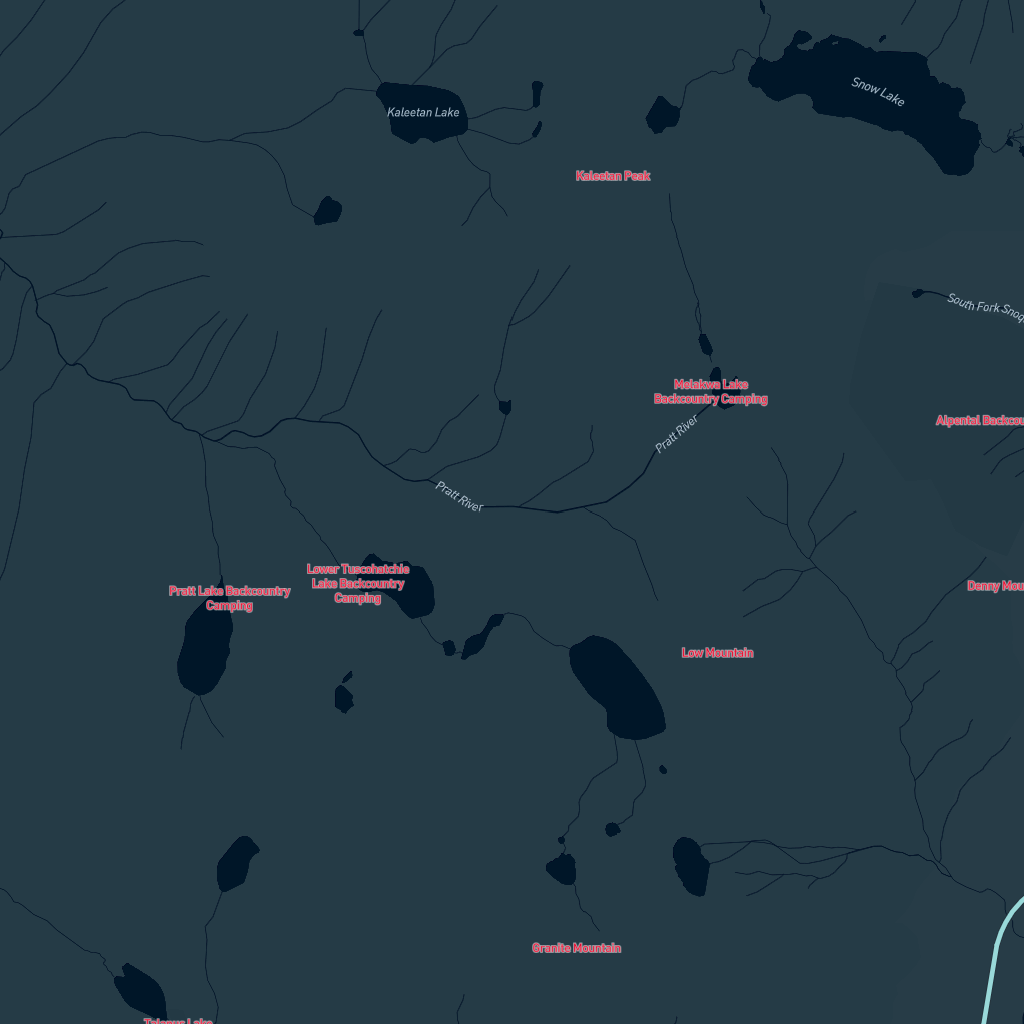 Snow Lake
Kaleetan Lake
Kaleetan Peak
South Fork Snoq
Melakwa Lake
Backcountry Camping
Alpental Backcou
Pratt River
Pratt River
Lower Tuscohatchie
Lake Backcountry
Camping
Pratt Lake Backcountry
Camping
Denny Mou
Low Mountain
Granite Mountain